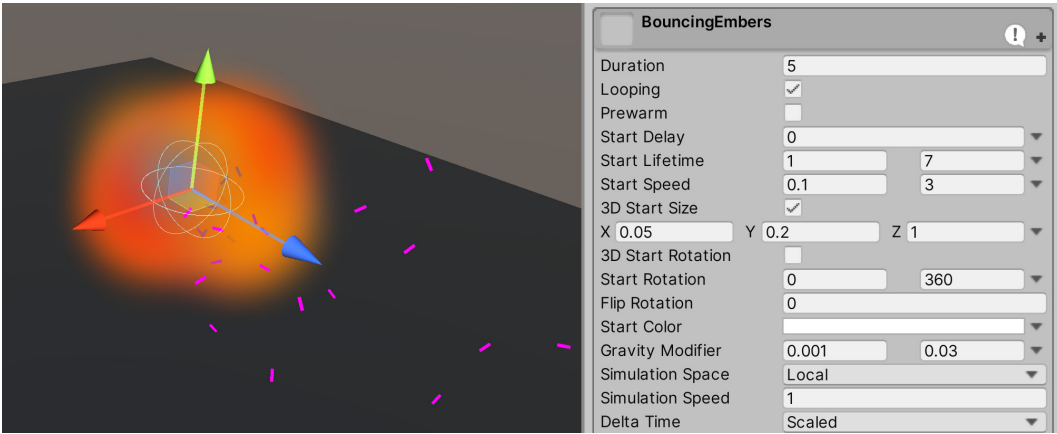 BouncingEmbers
Duration 5
Looping
Prewarm
Start Delay 0
Start Lifetime 1 7
Start Speed 0.1 3
3D Start Size
X 0.05 Y 0.2 Z 1
3D Start Rotation
Start Rotation 0 360
Flip Rotation 0
Start Color
Gravity Modifier 0.001 0.03
Simulation Space Local
Simulation Speed 1
Delta Time Scaled